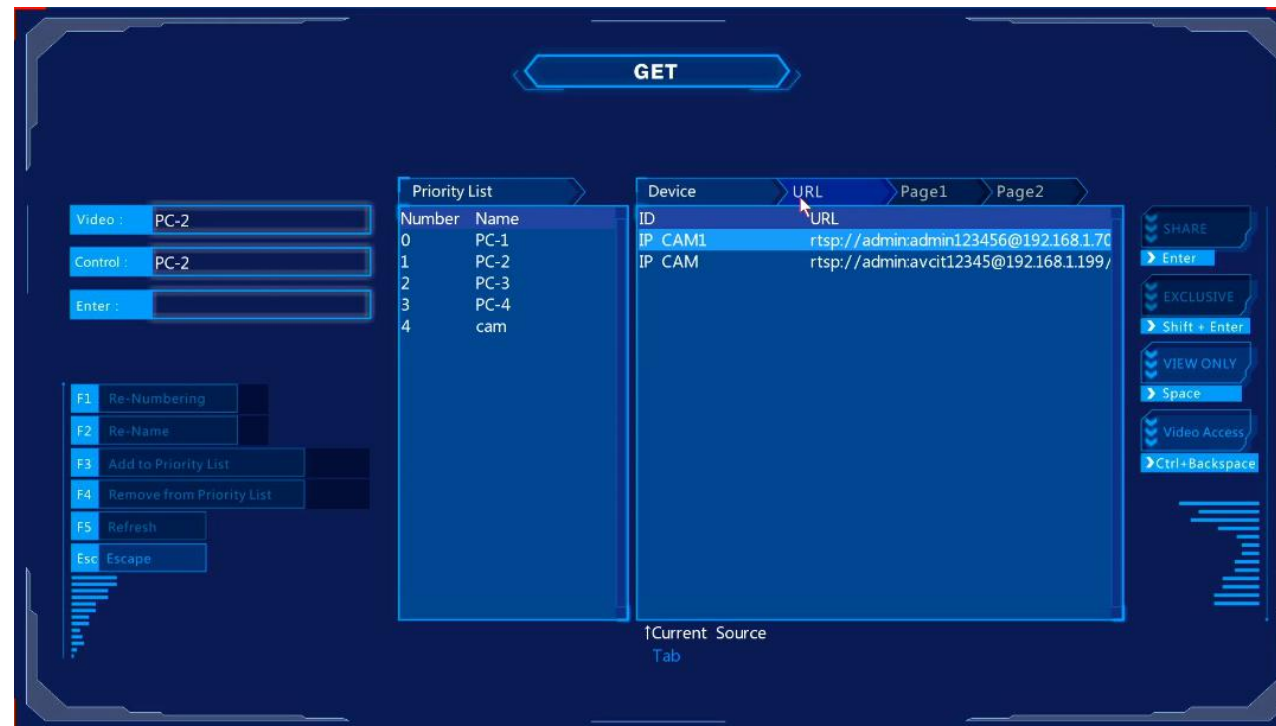 GET
Video : PC-2
Control : PC-2
Enter :
F1 Re-Numbering
F2 Re-Name
F3 Add to Priority List
F4 Remove from Priority List
F5 Refresh
Esc Escape
Priority List
Number Name
0 PC-1
1 PC-2
2 PC-3
3 PC-4
4 cam
Device URL Page1 Page2
ID URL
IP CAM1 rtsp://admin:admin123456@192.168.1.70
IP CAM rtsp://admin:avcit12345@192.168.1.199/
↑Current Source
Tab
SHARE
Enter
EXCLUSIVE
Shift + Enter
VIEW ONLY
Space
Video Access
Ctrl+Backspace